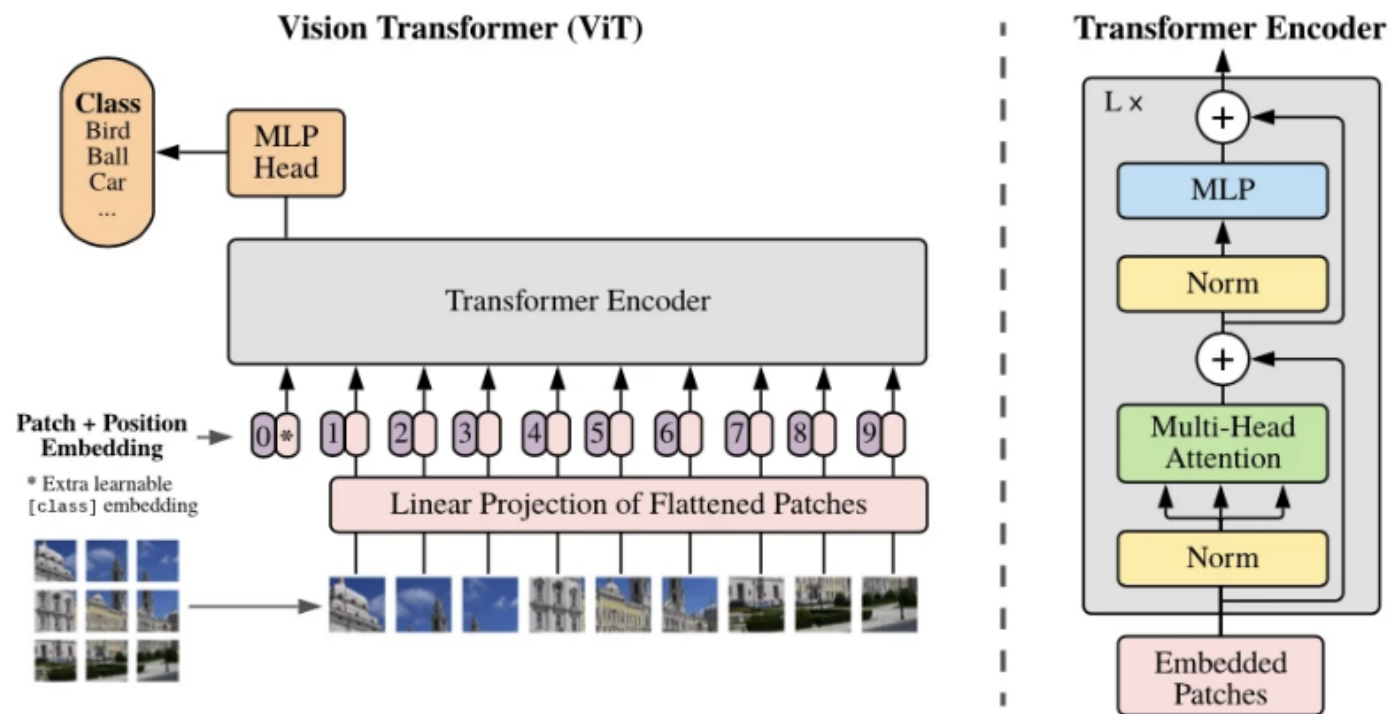 Vision Transformer (ViT)
Class
Bird
Ball
Car
...
MLP
Head
Transformer Encoder
Patch + Position
Embedding
0 * 1 2 3 4 5 6 7 8 9
* Extra learnable
[class] embedding
Linear Projection of Flattened Patches
Transformer Encoder
L ×
+
MLP
Norm
+
Multi-Head
Attention
Norm
Embedded
Patches